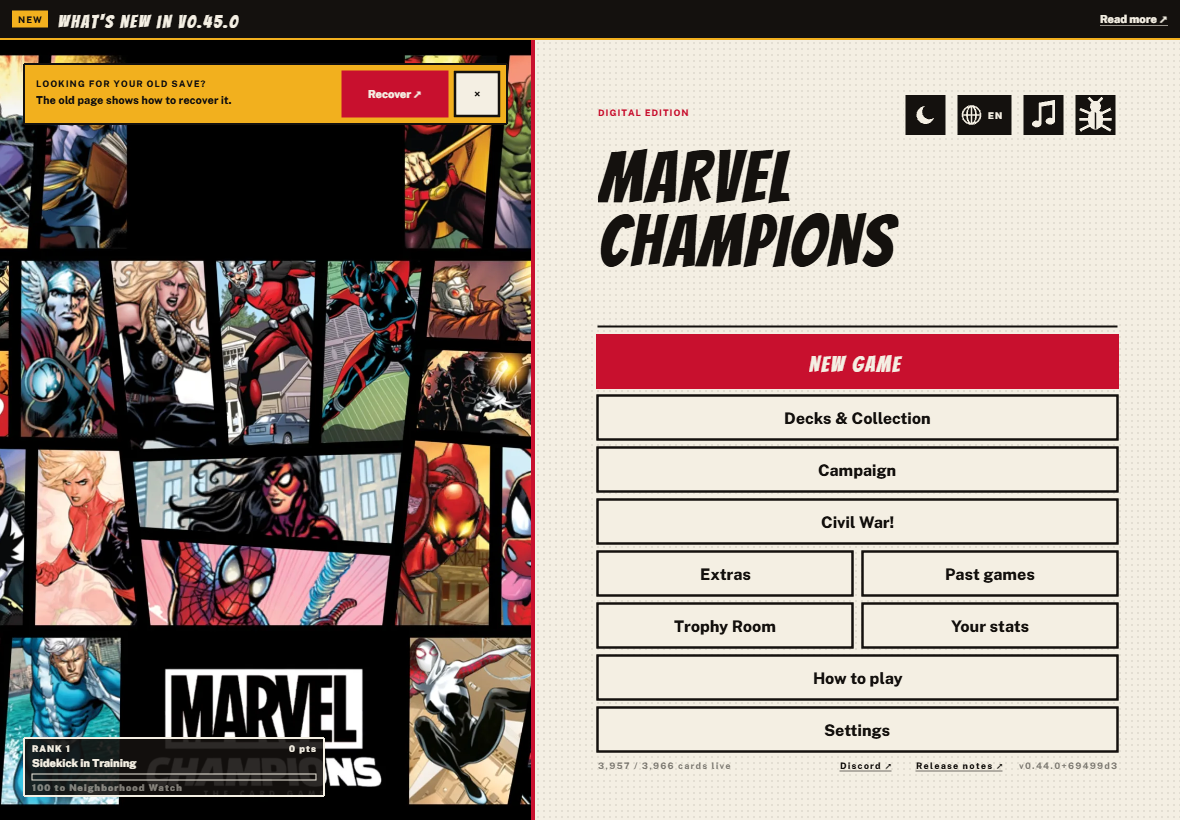 NEW WHAT'S NEW IN V0.45.0
Read more ↗
LOOKING FOR YOUR OLD SAVE?
The old page shows how to recover it.
Recover ↗
×
MARVEL
CHAMPIONS
RANK 1
0 pts
Sidekick in Training
100 to Neighborhood Watch
DIGITAL EDITION
EN
MARVEL
CHAMPIONS
NEW GAME
Decks & Collection
Campaign
Civil War!
Extras
Past games
Trophy Room
Your stats
How to play
Settings
3,957 / 3,966 cards live
Discord ↗
Release notes ↗
v0.44.0+69499d3